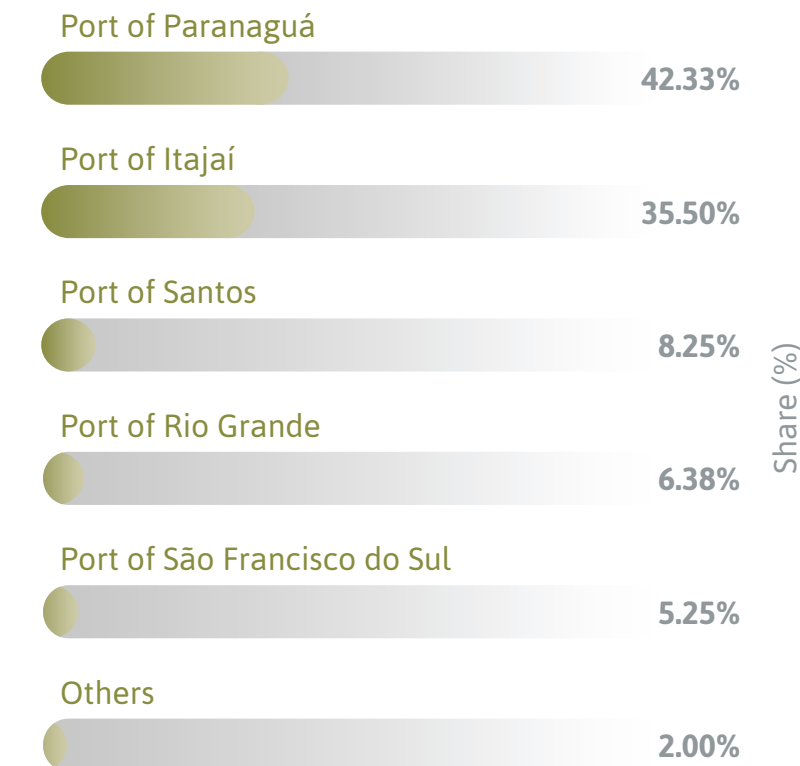 Port of Paranaguá
42.33%
Port of Itajaí
35.50%
Port of Santos
8.25%
Port of Rio Grande
6.38%
Port of São Francisco do Sul
5.25%
Others
2.00%
Share (%)